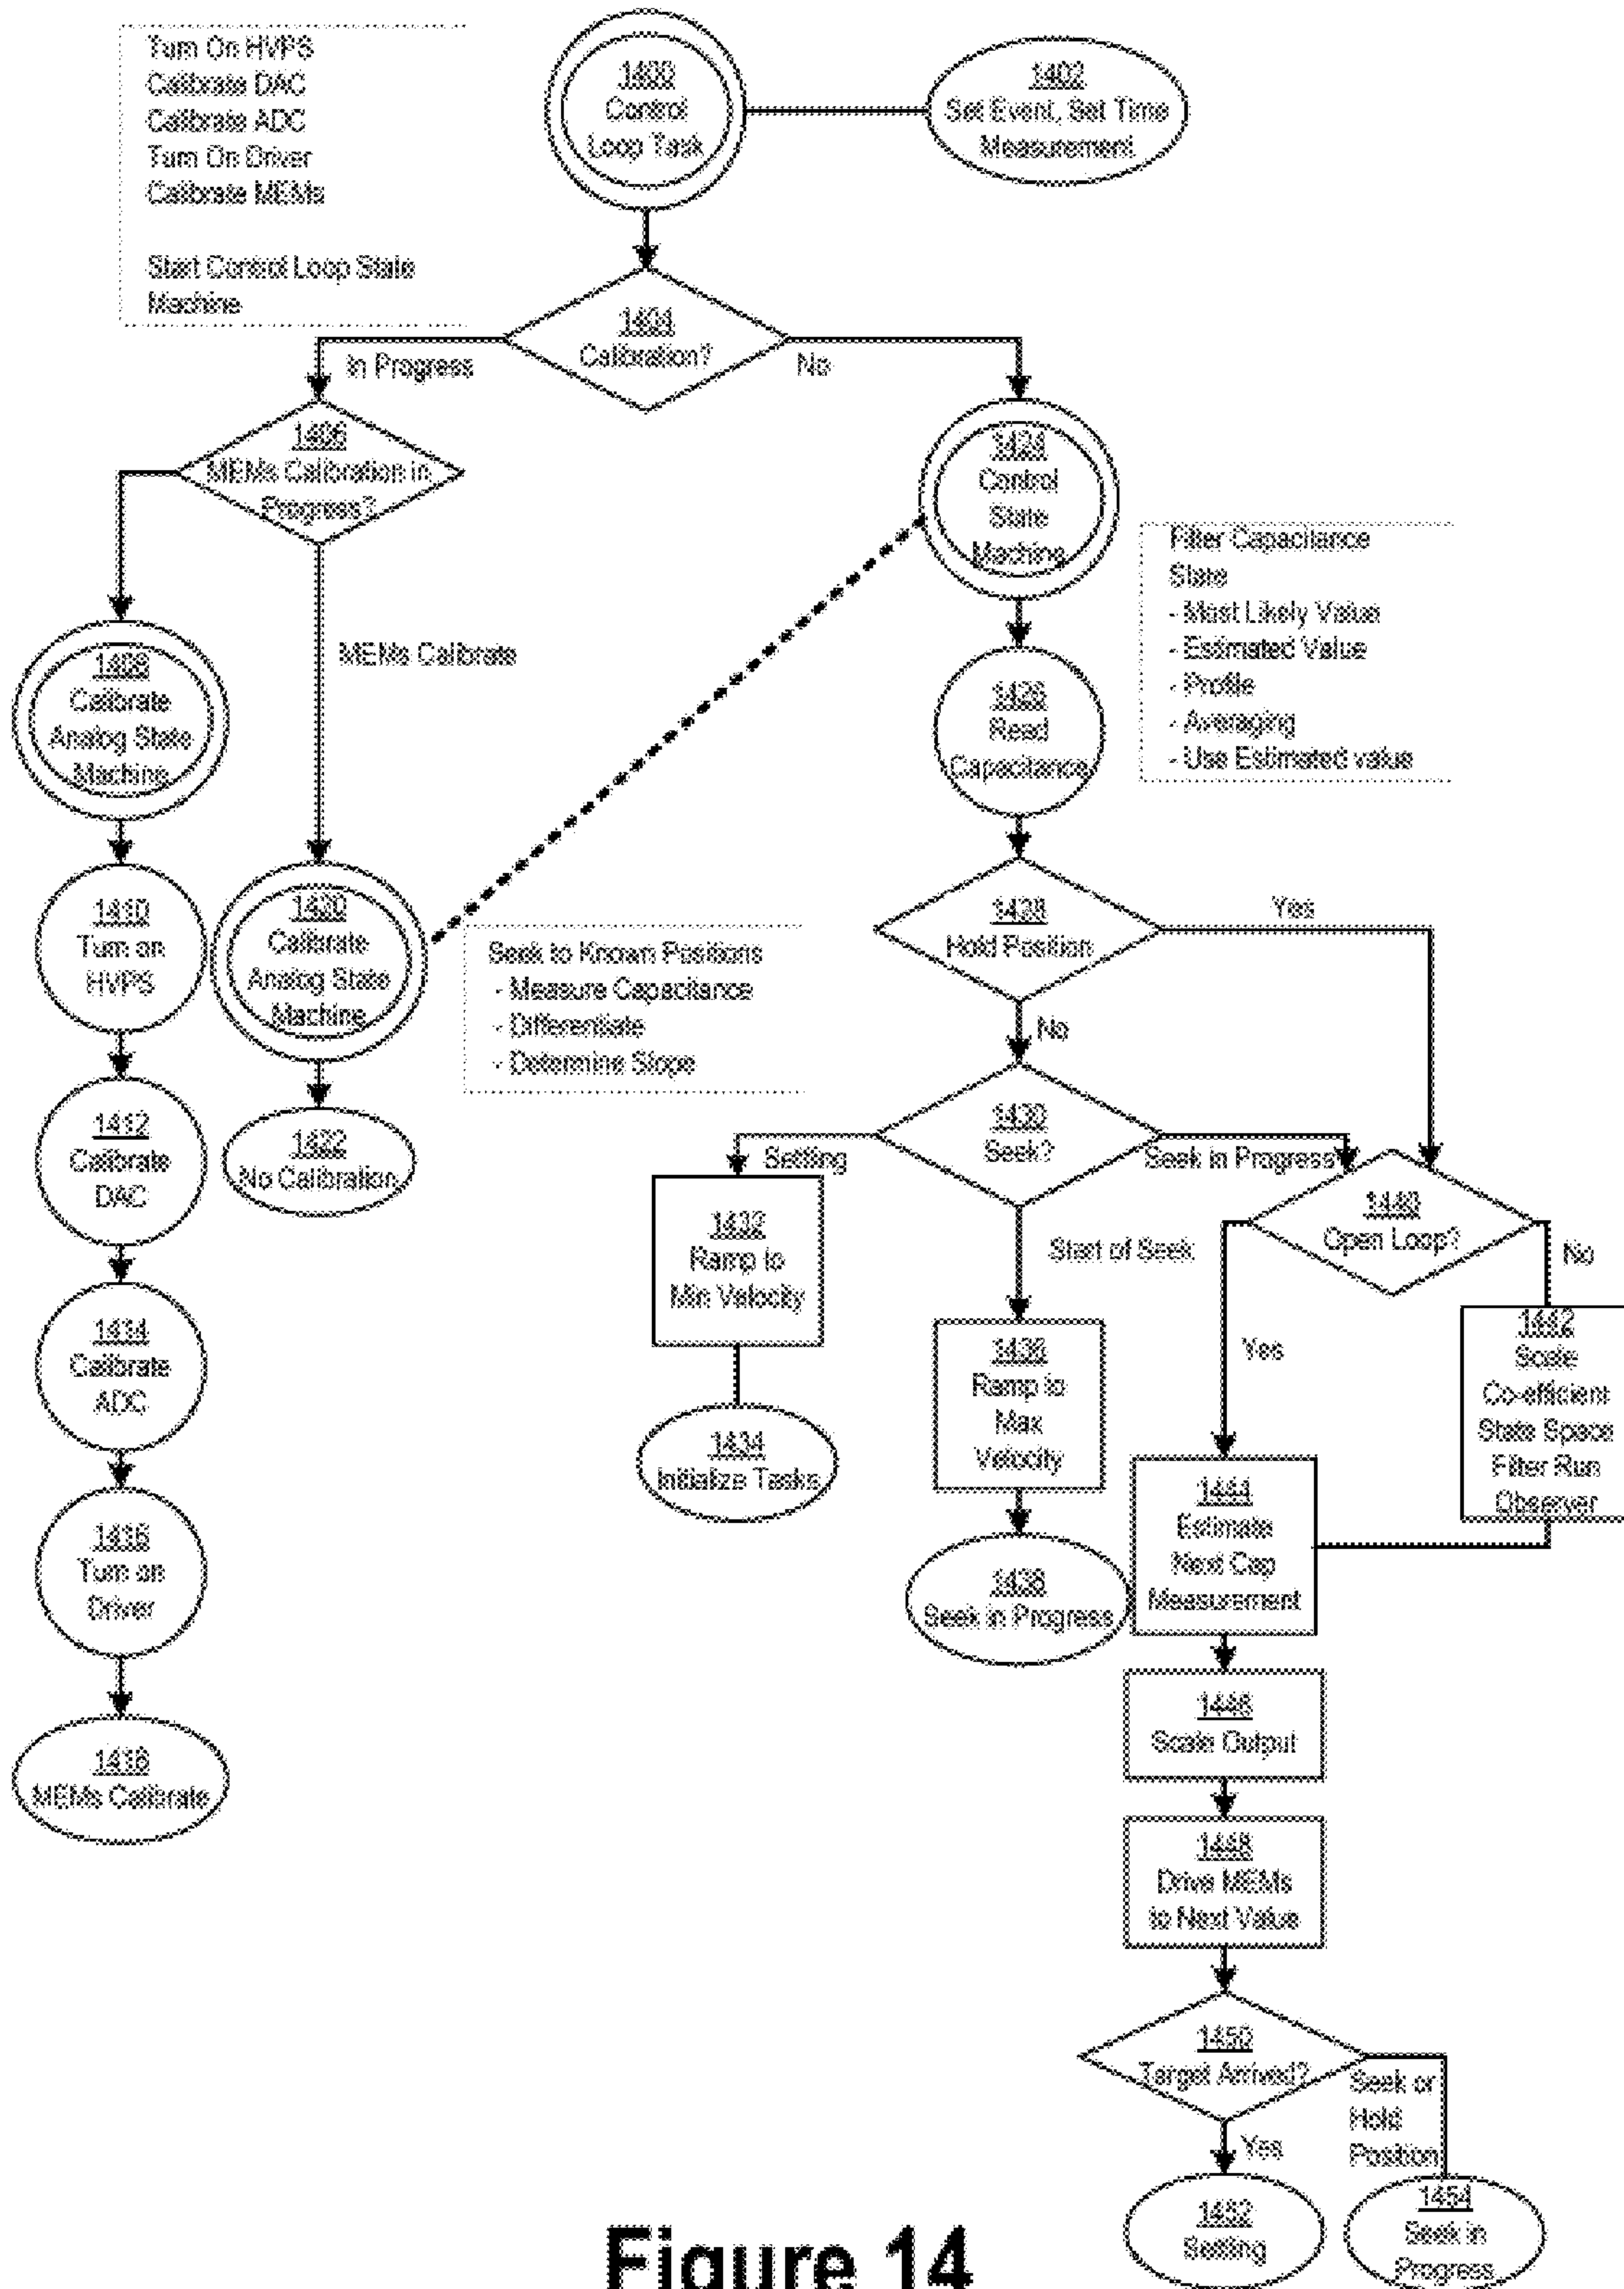 Turn On HVPS
Calibrate DAC
Calibrate ADC
Turn On Driver
Calibrate MEMs
Start Control Loop State
Machine
1400
Control
Loop Task
1402
Set Event, Set Time
Measurement
1404
Calibration?
In Progress
No
1406
MEMs Calibration in
Progress?
MEMs Calibrate
1408
Calibrate
Analog State
Machine
1410
Turn on
HVPS
1412
Calibrate
DAC
1414
Calibrate
ADC
1416
Turn on
Driver
1418
MEMs Calibrate
1420
Calibrate
Analog State
Machine
1422
No Calibration
Seek to Known Positions
- Measure Capacitance
- Differentiate
- Determine Slope
1424
Control
State
Machine
Filter Capacitance
State
- Most Likely Value
- Estimated Value
- Profile
- Averaging
- Use Estimated value
1426
Read
Capacitance
1428
Hold Position
Yes
No
1430
Seek?
Settling
Seek in Progress
Start of Seek
1432
Ramp to
Min Velocity
1434
Initialize Tasks
1436
Ramp to
Max
Velocity
1438
Seek in Progress
1440
Open Loop?
Yes
No
1442
Scale
Co-efficient
State Space
Filter Run
Observer
1444
Estimate
Next Cap
Measurement
1446
Scale Output
1448
Drive MEMs
to Next Value
1450
Target Arrived?
Yes
Seek or
Hold
Position
1452
Settling
1454
Seek in
Progress
Figure 14